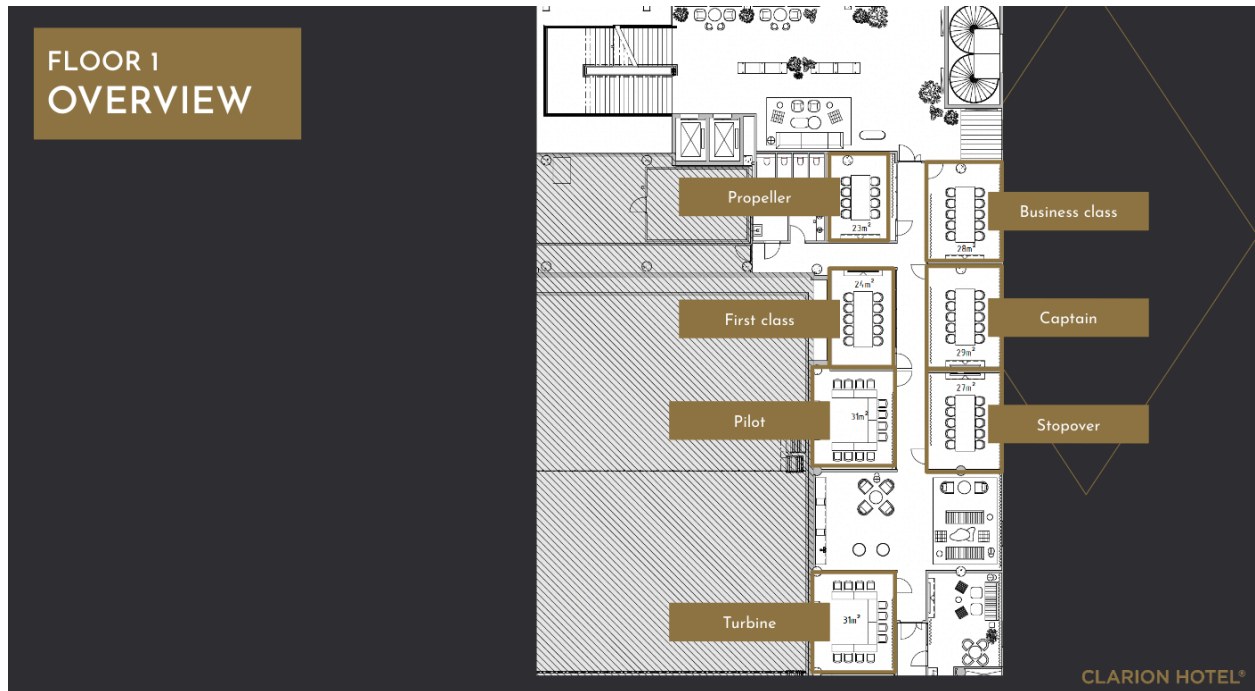 FLOOR 1
OVERVIEW
Propeller
23m²
Business class
28m²
First class
24m²
Captain
29m²
Pilot
31m²
Stopover
27m²
Turbine
31m²
CLARION HOTEL®